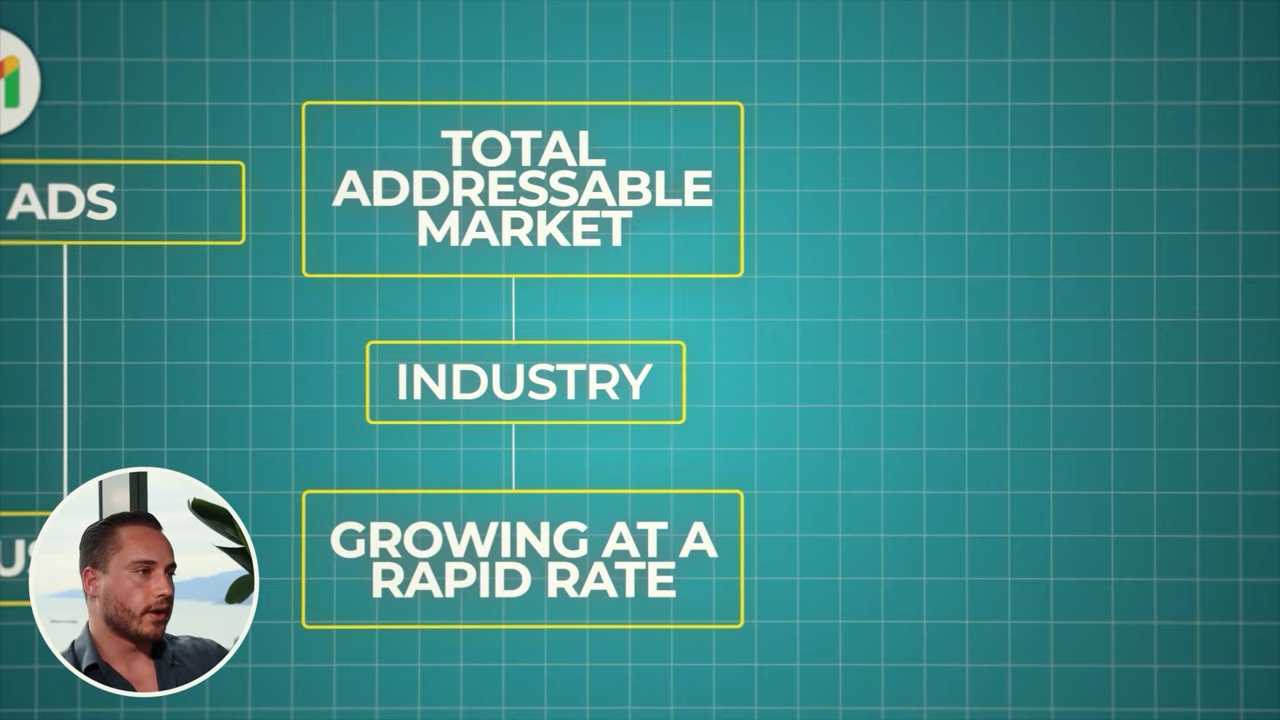 ADS
TOTAL
ADDRESSABLE
MARKET
INDUSTRY
GROWING AT A
RAPID RATE